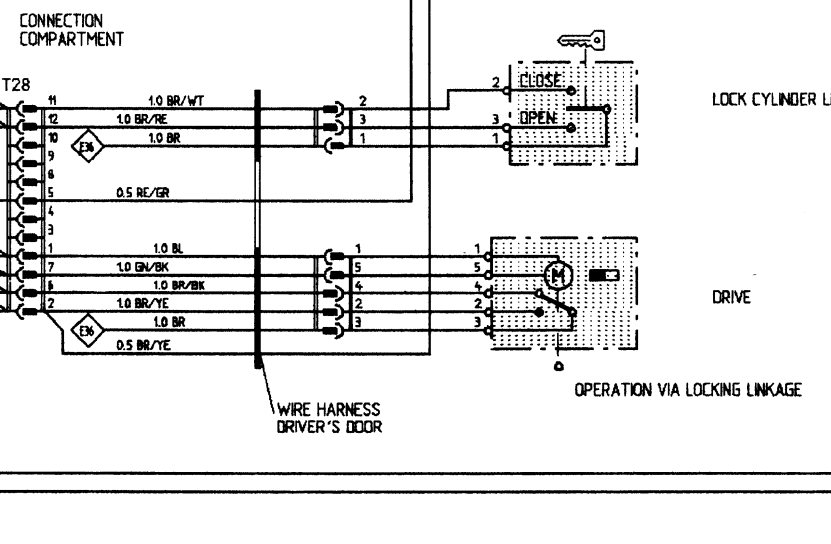 CONNECTION
COMPARTMENT
T28
11
1.0 BR/WT
2
2
CLOSE
LOCK CYLINDER
12
1.0 BR/RE
3
3
OPEN
10
E36
1.0 BR
1
1
9
5
0.5 RE/GR
4
3
1
1.0 BL
1
1
7
1.0 GN/BK
5
5
M
1.0 BR/BK
4
4
DRIVE
2
1.0 BR/YE
2
2
E36
1.0 BR
3
3
0.5 BR/YE
OPERATION VIA LOCKING LINKAGE
WIRE HARNESS
DRIVER'S DOOR